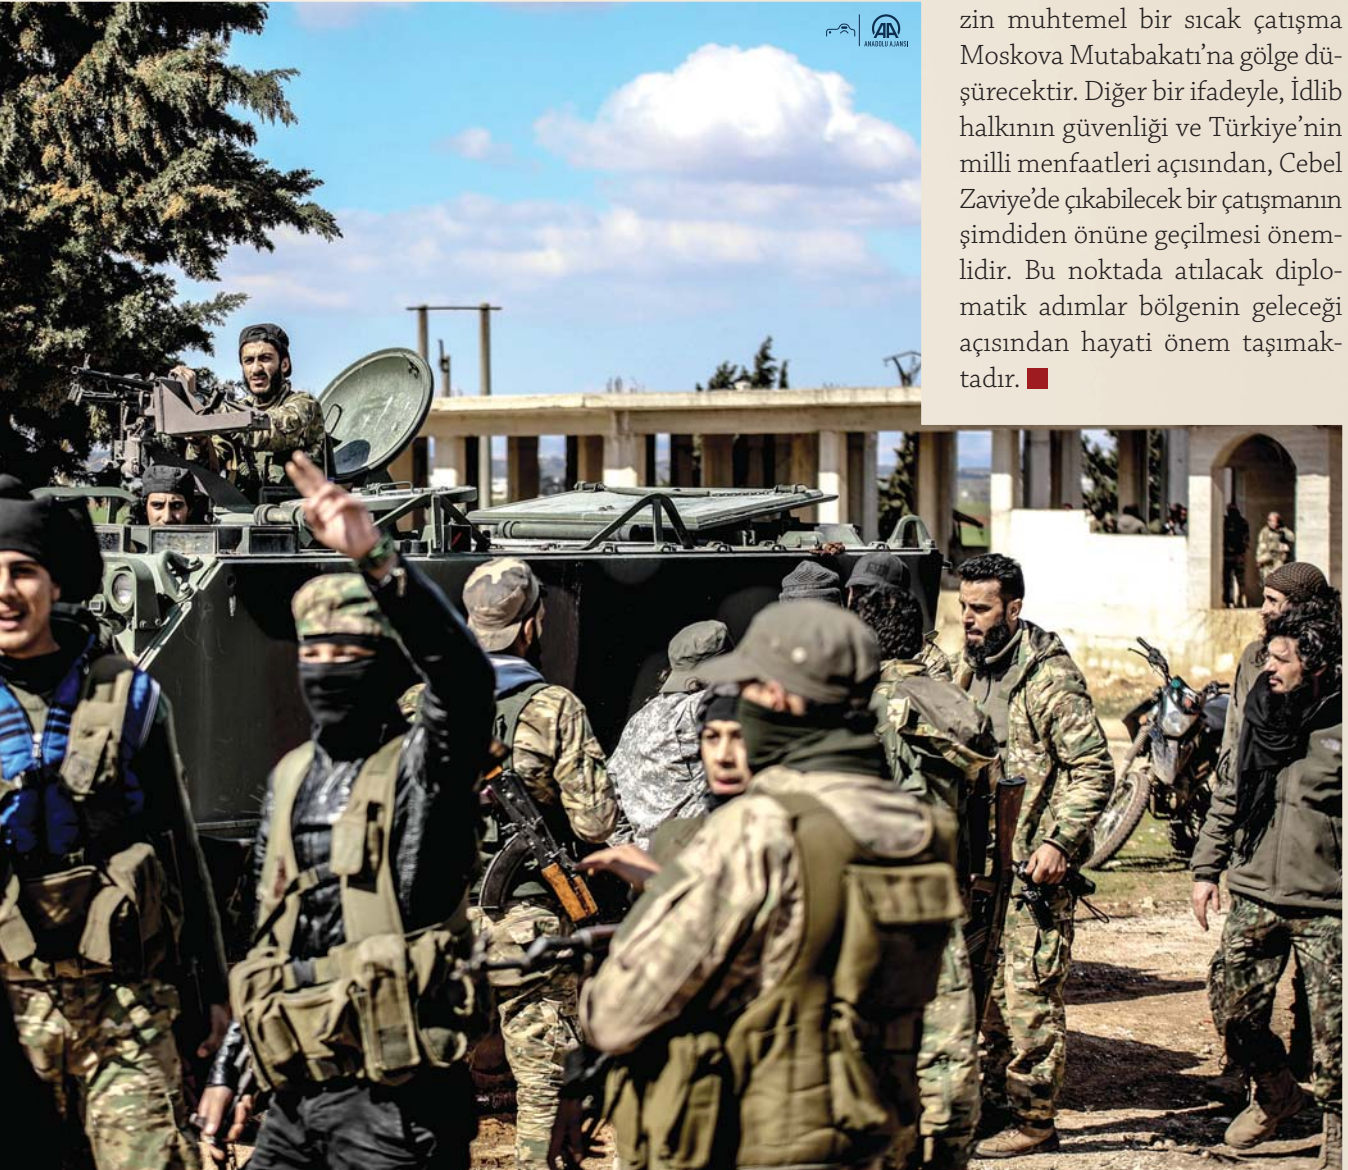 AA
ANADOLU AJANSI
zin muhtemel bir sıcak çatışma
Moskova Mutabakatı’na gölge dü-
şürecektir. Diğer bir ifadeyle, İdlib
halkının güvenliği ve Türkiye’nin
milli menfaatleri açısından, Cebel
Zaviye’de çıkabilecek bir çatışmanın
şimdiden önüne geçilmesi önem-
lidir. Bu noktada atılacak diplo-
matik adımlar bölgenin geleceği
açısından hayati önem taşımak-
tadır.